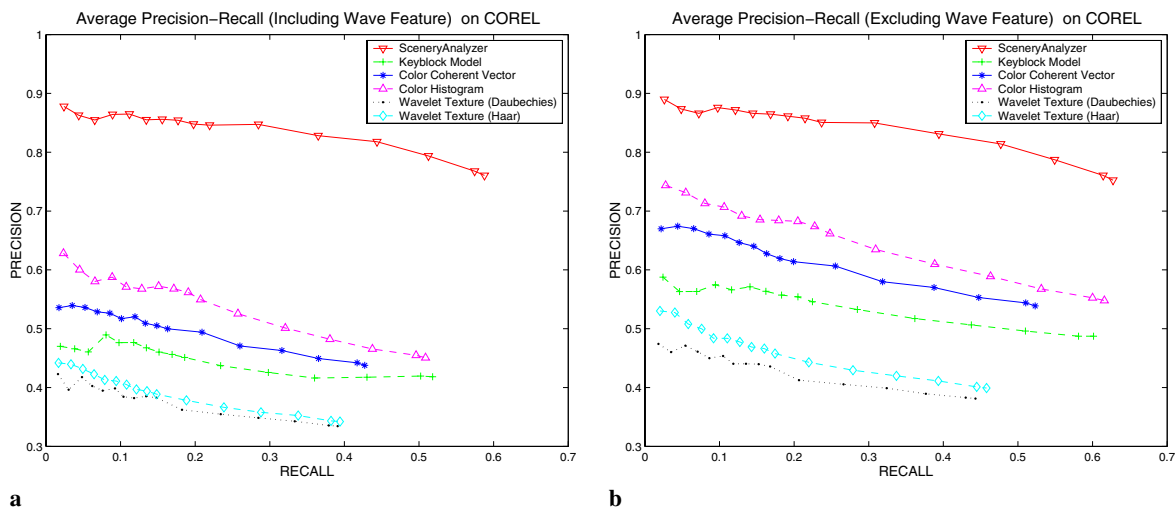 Average Precision−Recall (Including Wave Feature) on COREL
1
0.9
0.8
0.7
0.6
0.5
0.4
0.3
PRECISION
0
0.1
0.2
0.3
0.4
0.5
0.6
0.7
RECALL
SceneryAnalyzer
Keyblock Model
Color Coherent Vector
Color Histogram
Wavelet Texture (Daubechies)
Wavelet Texture (Haar)
a
Average Precision−Recall (Excluding Wave Feature) on COREL
1
0.9
0.8
0.7
0.6
0.5
0.4
0.3
PRECISION
0
0.1
0.2
0.3
0.4
0.5
0.6
0.7
RECALL
SceneryAnalyzer
Keyblock Model
Color Coherent Vector
Color Histogram
Wavelet Texture (Daubechies)
Wavelet Texture (Haar)
b